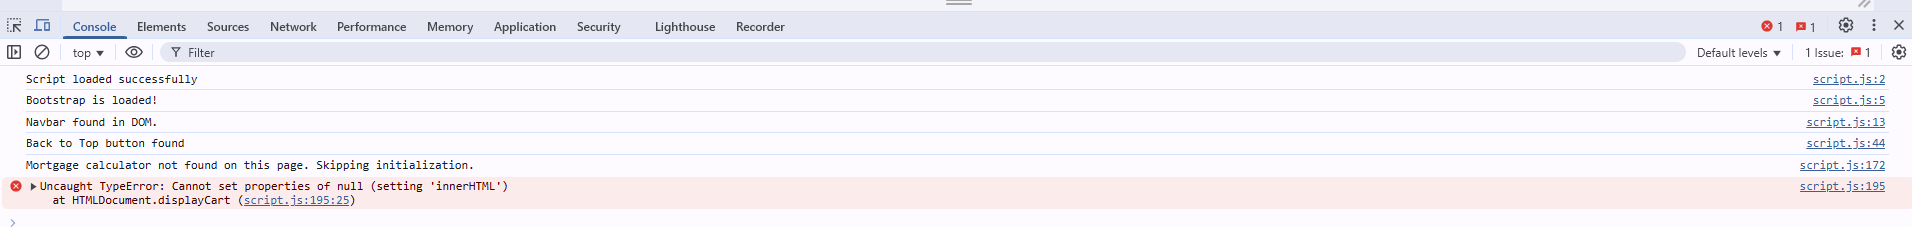 Console Elements Sources Network Performance Memory Application Security Lighthouse Recorder 1 1
top Filter Default levels 1 Issue: 1
Script loaded successfully script.js:2
Bootstrap is loaded! script.js:5
Navbar found in DOM. script.js:13
Back to Top button found script.js:44
Mortgage calculator not found on this page. Skipping initialization. script.js:172
Uncaught TypeError: Cannot set properties of null (setting 'innerHTML') script.js:195
at HTMLDocument.displayCart (script.js:195:25)